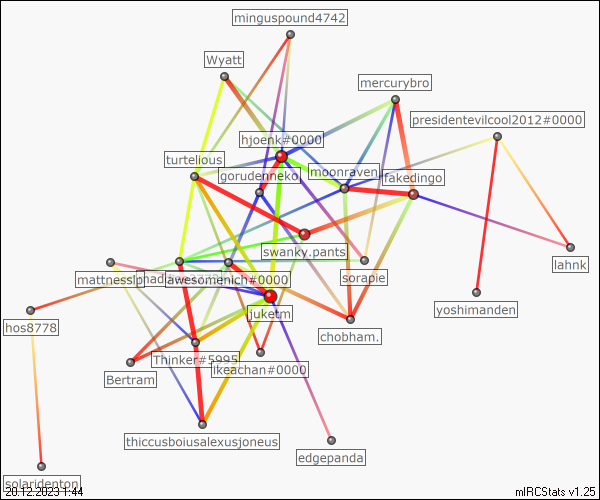 minguspound4742
Wyatt
mercurybro
presidentevilcool2012#0000
hjoenk#0000
turtelious
gorudenneko
moonraven
fakedingo
swanky.pants
lahnk
sorapie
mattness
awesomenich#0000
yoshimanden
juketm
hos8778
chobham.
Thinker#5995
ikeachan#0000
Bertram
thiccusboiusalexusjoneus
edgepanda
solaridenton
20.12.2023 1:44
mIRCStats v1.25